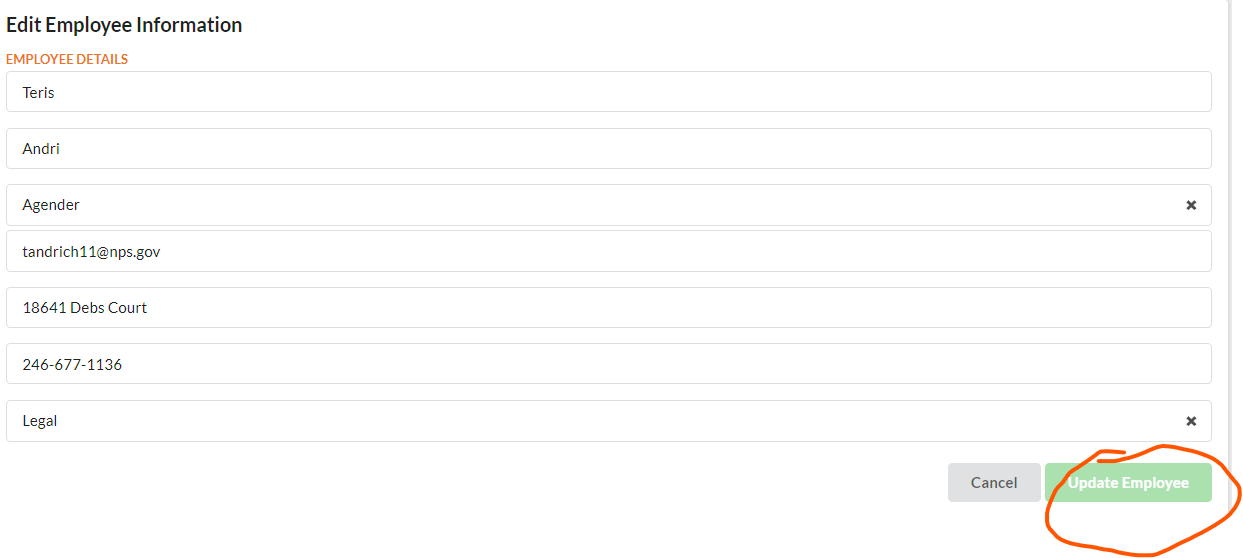 Edit Employee Information
EMPLOYEE DETAILS
Teris
Andri
Agender
tandrich11@nps.gov
18641 Debs Court
246-677-1136
Legal
Cancel Update Employee